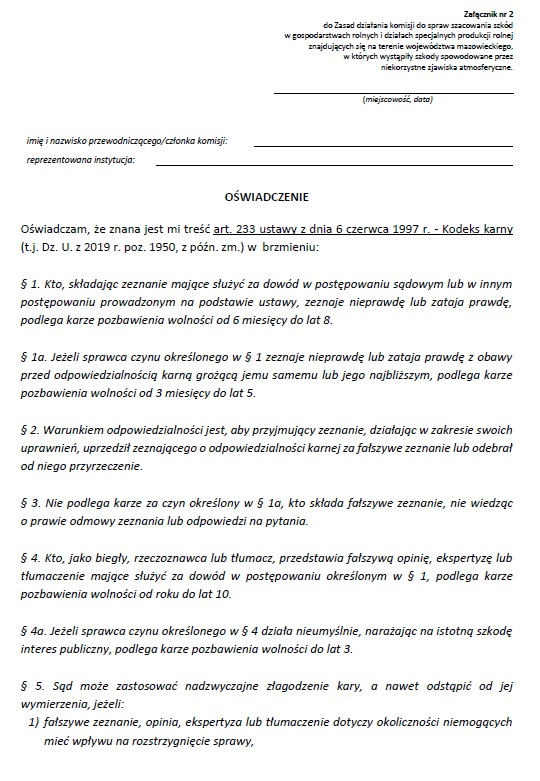 Załącznik nr 2
do Zasad działania komisji do spraw szacowania szkód
w gospodarstwach rolnych i działach specjalnych produkcji rolnej
znajdujących się na terenie województwa mazowieckiego,
w których wystąpiły szkody spowodowane przez
niekorzystne zjawiska atmosferyczne.
(miejscowość, data)
imię i nazwisko przewodniczącego/członka komisji:
reprezentowana instytucja:
OŚWIADCZENIE
Oświadczam, że znana jest mi treść art. 233 ustawy z dnia 6 czerwca 1997 r. - Kodeks karny
(t.j. Dz. U. z 2019 r. poz. 1950, z późn. zm.) w brzmieniu:
§ 1. Kto, składając zeznanie mające służyć za dowód w postępowaniu sądowym lub w innym
postępowaniu prowadzonym na podstawie ustawy, zeznaje nieprawdę lub zataja prawdę,
podlega karze pozbawienia wolności od 6 miesięcy do lat 8.
§ 1a. Jeżeli sprawca czynu określonego w § 1 zeznaje nieprawdę lub zataja prawdę z obawy
przed odpowiedzialnością karną grożącą jemu samemu lub jego najbliższym, podlega karze
pozbawienia wolności od 3 miesięcy do lat 5.
§ 2. Warunkiem odpowiedzialności jest, aby przyjmujący zeznanie, działając w zakresie swoich
uprawnień, uprzedził zeznającego o odpowiedzialności karnej za fałszywe zeznanie lub odebrał
od niego przyrzeczenie.
§ 3. Nie podlega karze za czyn określony w § 1a, kto składa fałszywe zeznanie, nie wiedząc
o prawie odmowy zeznania lub odpowiedzi na pytania.
§ 4. Kto, jako biegły, rzeczoznawca lub tłumacz, przedstawia fałszywą opinię, ekspertyzę lub
tłumaczenie mające służyć za dowód w postępowaniu określonym w § 1, podlega karze
pozbawienia wolności od roku do lat 10.
§ 4a. Jeżeli sprawca czynu określonego w § 4 działa nieumyślnie, narażając na istotną szkodę
interes publiczny, podlega karze pozbawienia wolności do lat 3.
§ 5. Sąd może zastosować nadzwyczajne złagodzenie kary, a nawet odstąpić od jej
wymierzenia, jeżeli:
1) fałszywe zeznanie, opinia, ekspertyza lub tłumaczenie dotyczy okoliczności niemogących
mieć wpływu na rozstrzygnięcie sprawy,